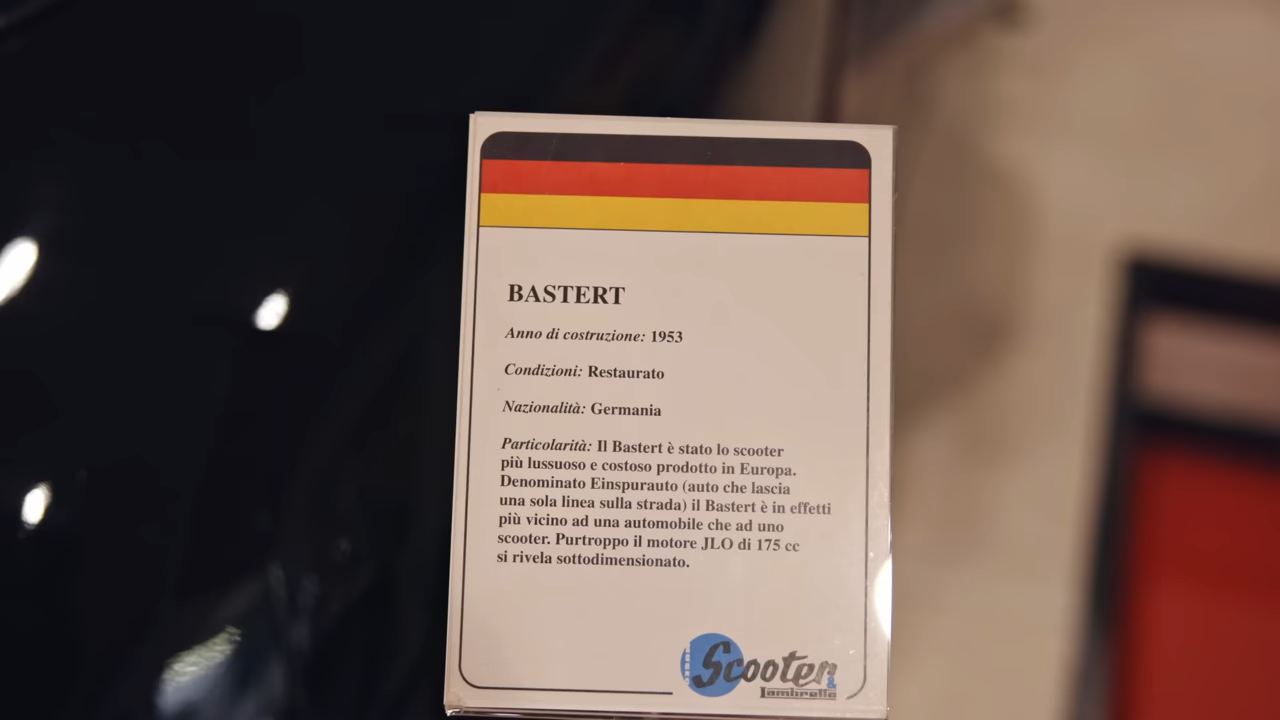 BASTERT
Anno di costruzione: 1953
Condizioni: Restaurato
Nazionalità: Germania
Particolarità: Il Bastert è stato lo scooter
più lussuoso e costoso prodotto in Europa.
Denominato Einspurauto (auto che lascia
una sola linea sulla strada) il Bastert è in effetti
più vicino ad una automobile che ad uno
scooter. Purtroppo il motore JLO di 175 cc
si rivela sottodimensionato.
Scooter &
Lambretta